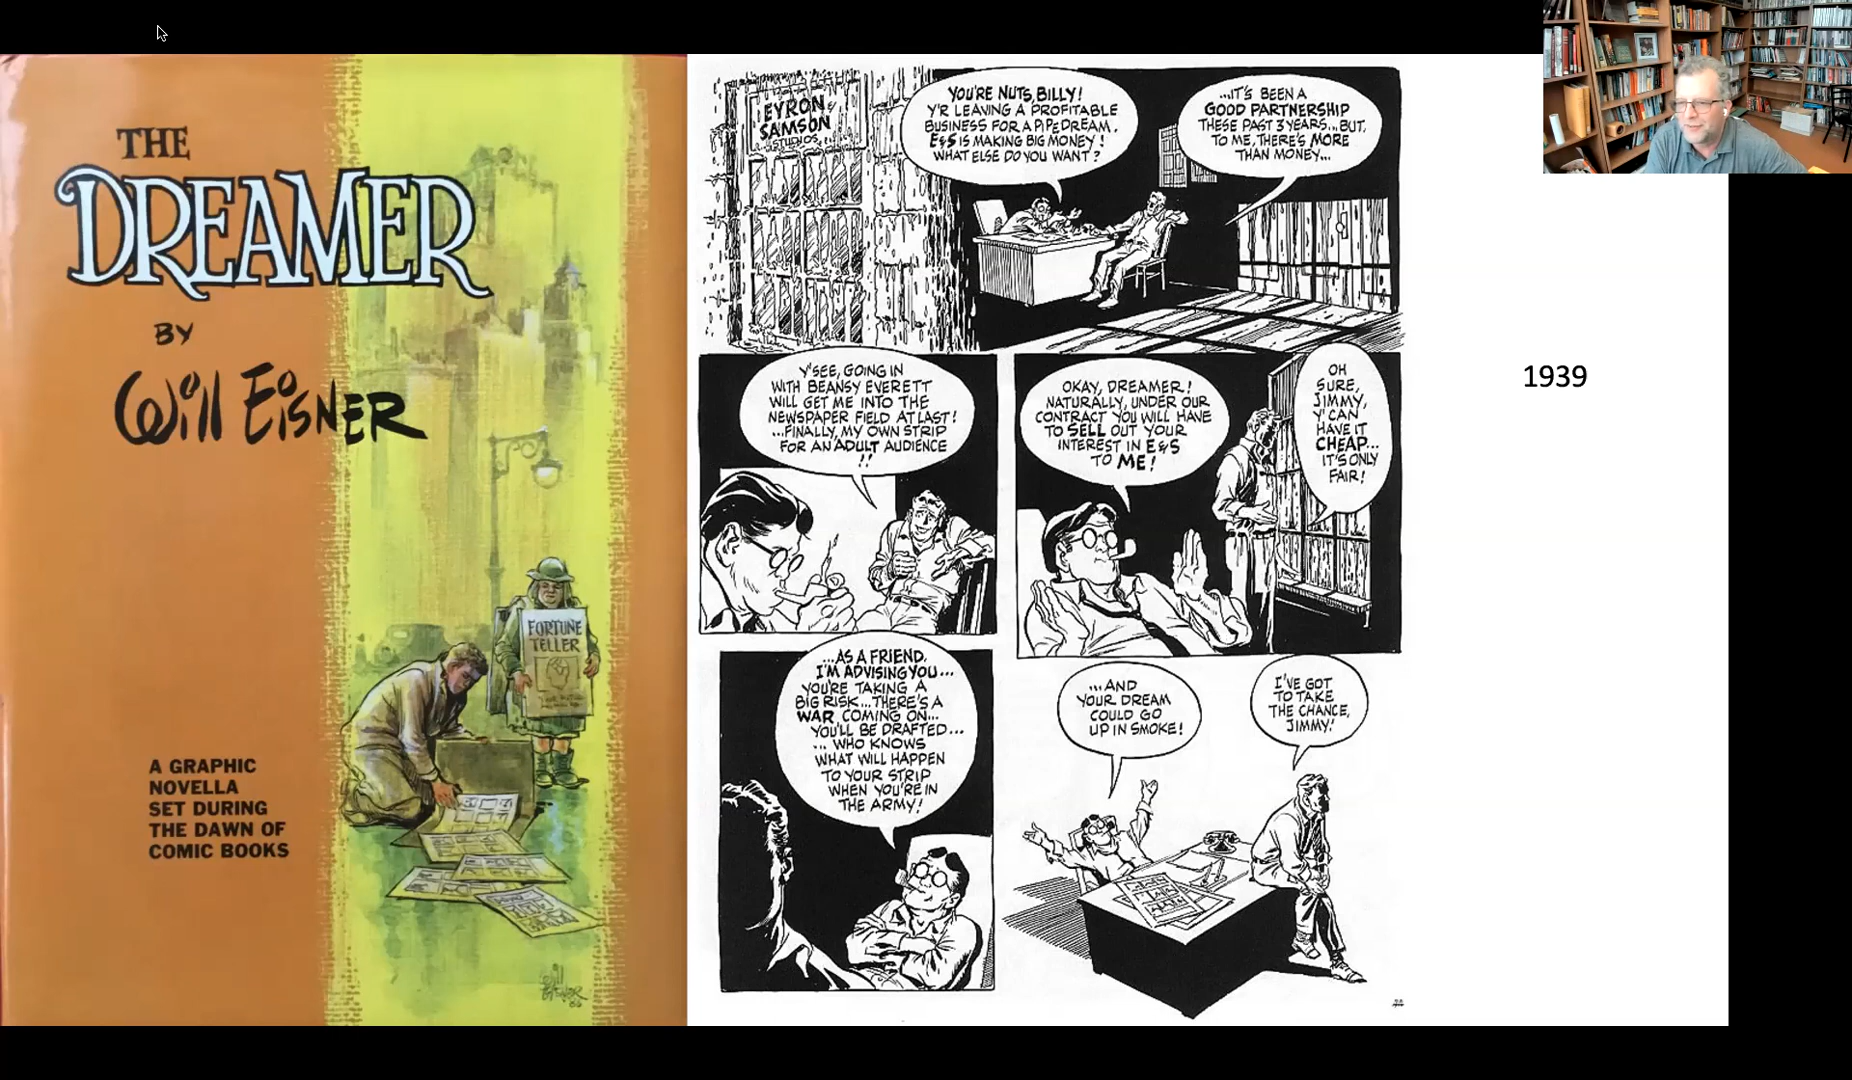 THE
DREAMER
BY
Will EisNER
FORTUNE
TELLER
A GRAPHIC
NOVELLA
SET DURING
THE DAWN OF
COMIC BOOKS
Will
EISNER
EYRON
SAMSON
STUDIOS
YOU'RE NUTS, BILLY!
Y'R LEAVING A PROFITABLE
BUSINESS FOR A PIPE DREAM.
E&S IS MAKING BIG MONEY!
WHAT ELSE DO YOU WANT?
...IT'S BEEN A
GOOD PARTNERSHIP
THESE PAST 3 YEARS...BUT,
TO ME, THERE'S MORE
THAN MONEY...
Y'SEE, GOING IN
WITH BEANSY EVERETT
WILL GET ME INTO THE
NEWSPAPER FIELD AT LAST!
...FINALLY, MY OWN STRIP
FOR AN ADULT AUDIENCE
!!
OKAY, DREAMER!
NATURALLY, UNDER OUR
CONTRACT YOU WILL HAVE
TO SELL OUT YOUR
INTEREST IN E&S
TO ME!
OH
SURE,
JIMMY,
Y' CAN
HAVE IT
CHEAP...
IT'S ONLY
FAIR!
...AS A FRIEND,
I'M ADVISING YOU...
YOU'RE TAKING A
BIG RISK...THERE'S A
WAR COMING ON...
YOU'LL BE DRAFTED...
... WHO KNOWS
WHAT WILL HAPPEN
TO YOUR STRIP
WHEN YOU'RE IN
THE ARMY!
...AND
YOUR DREAM
COULD GO
UP IN SMOKE!
I'VE GOT
TO TAKE
THE CHANCE,
JIMMY!
1939